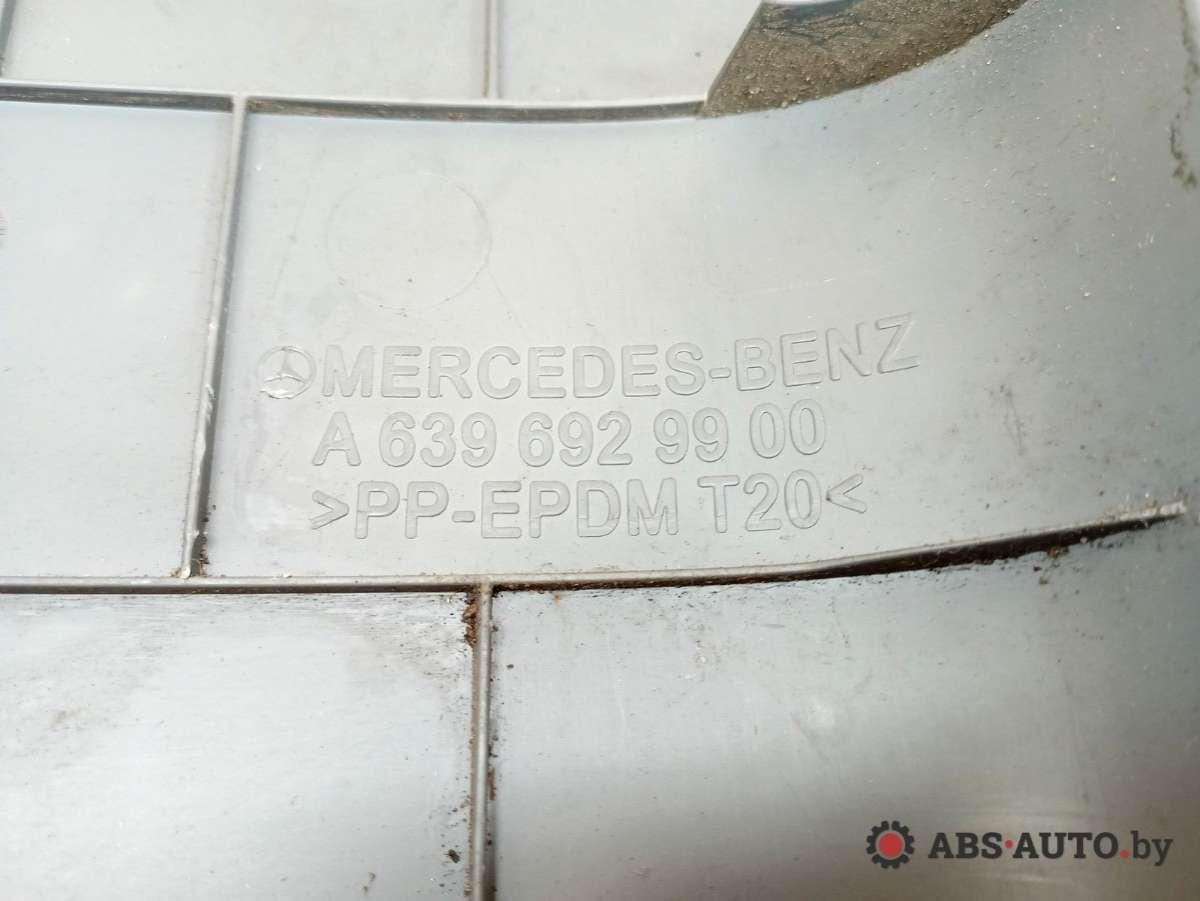 MERCEDES-BENZ
A 639 692 99 00
>PP-EPDM T20<
ABS·AUTO.by